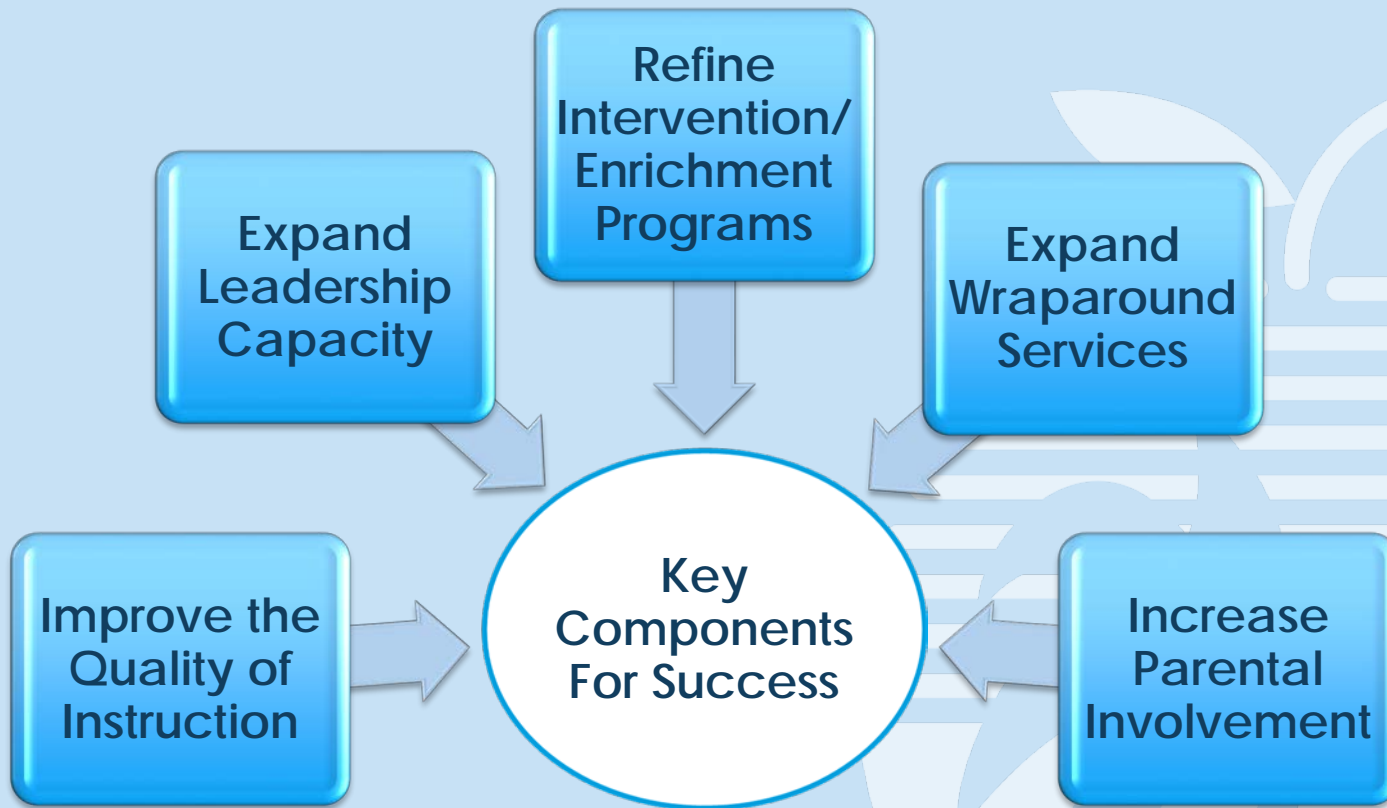 Refine
Intervention/
Enrichment
Programs
Expand
Leadership
Capacity
Expand
Wraparound
Services
Improve the
Quality of
Instruction
Key
Components
For Success
Increase
Parental
Involvement